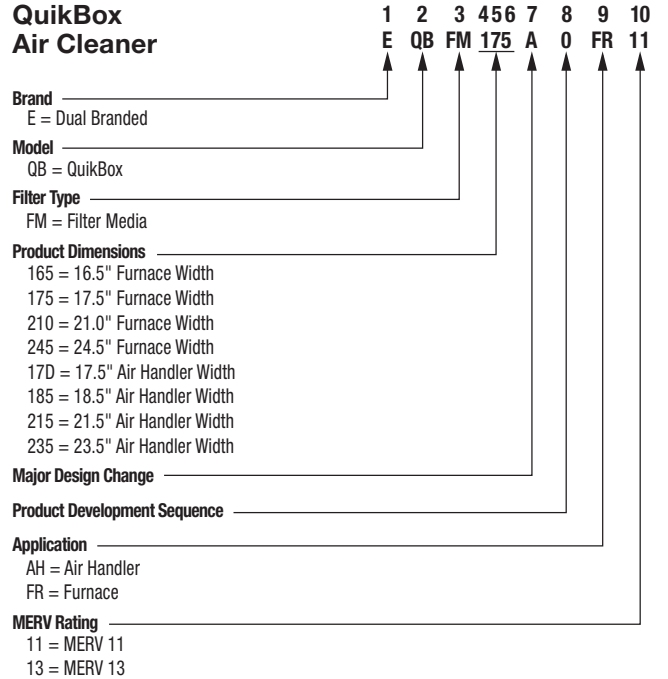 QuikBox 1 2 3 456 7 8 9 10
Air Cleaner E QB FM 175 A 0 FR 11
Brand
E = Dual Branded
Model
QB = QuikBox
Filter Type
FM = Filter Media
Product Dimensions
165 = 16.5" Furnace Width
175 = 17.5" Furnace Width
210 = 21.0" Furnace Width
245 = 24.5" Furnace Width
17D = 17.5" Air Handler Width
185 = 18.5" Air Handler Width
215 = 21.5" Air Handler Width
235 = 23.5" Air Handler Width
Major Design Change
Product Development Sequence
Application
AH = Air Handler
FR = Furnace
MERV Rating
11 = MERV 11
13 = MERV 13